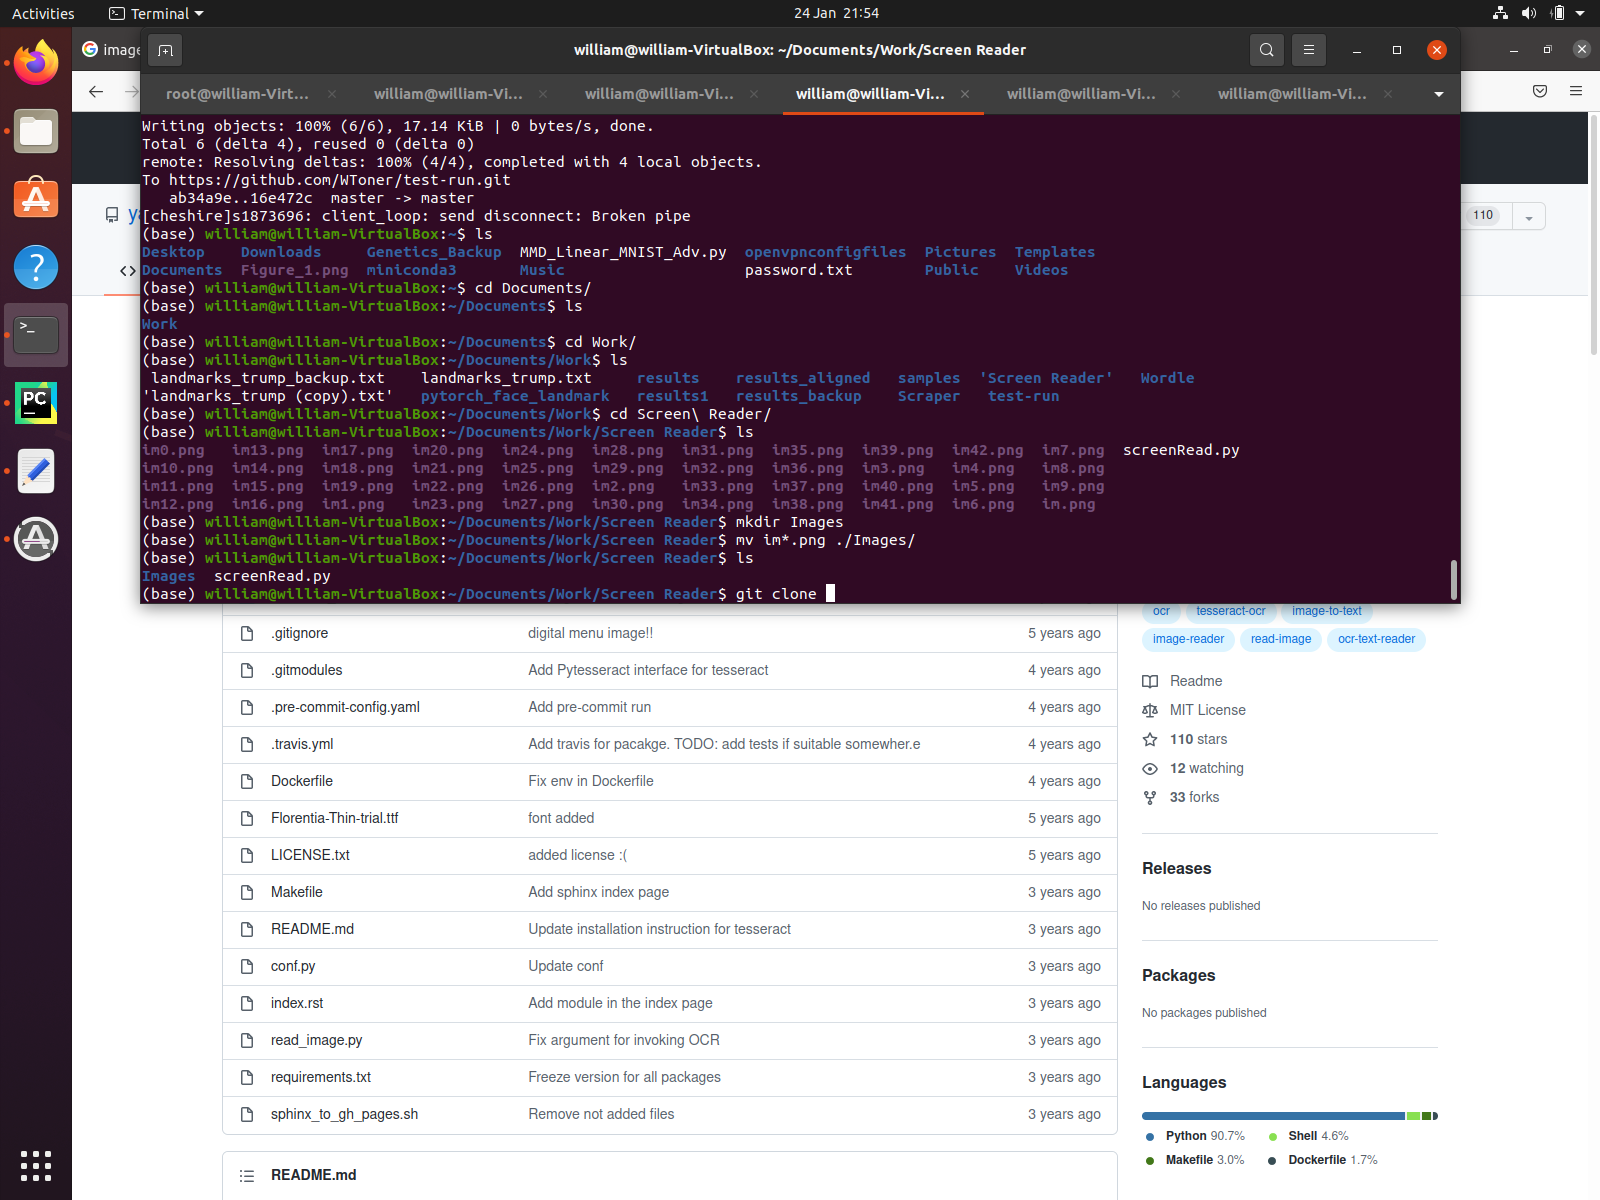 Activities Terminal 24 Jan 21:54
image
william@william-VirtualBox: ~/Documents/Work/Screen Reader
root@william-Virt... william@william-Vi... william@william-Vi... william@william-Vi... william@william-Vi... william@william-Vi...
Writing objects: 100% (6/6), 17.14 KiB | 0 bytes/s, done.
Total 6 (delta 4), reused 0 (delta 0)
remote: Resolving deltas: 100% (4/4), completed with 4 local objects.
To https://github.com/WToner/test-run.git
ab34a9e..16e472c master -> master
[cheshire]s1873696: client_loop: send disconnect: Broken pipe
110
(base) william@william-VirtualBox:~$ ls
Desktop Downloads Genetics_Backup MMD_Linear_MNIST_Adv.py openvpnconfigfiles Pictures Templates
Documents Figure_1.png miniconda3 Music password.txt Public Videos
(base) william@william-VirtualBox:~$ cd Documents/
(base) william@william-VirtualBox:~/Documents$ ls
Work
(base) william@william-VirtualBox:~/Documents$ cd Work/
(base) william@william-VirtualBox:~/Documents/Work$ ls
landmarks_trump_backup.txt landmarks_trump.txt results results_aligned samples 'Screen Reader' Wordle
'landmarks_trump (copy).txt' pytorch_face_landmark results1 results_backup Scraper test-run
(base) william@william-VirtualBox:~/Documents/Work$ cd Screen\ Reader/
(base) william@william-VirtualBox:~/Documents/Work/Screen Reader$ ls
im0.png im13.png im17.png im20.png im24.png im28.png im31.png im35.png im39.png im42.png im7.png screenRead.py
im10.png im14.png im18.png im21.png im25.png im29.png im32.png im36.png im3.png im4.png im8.png
im11.png im15.png im19.png im22.png im26.png im2.png im33.png im37.png im40.png im5.png im9.png
im12.png im16.png im1.png im23.png im27.png im30.png im34.png im38.png im41.png im6.png im.png
(base) william@william-VirtualBox:~/Documents/Work/Screen Reader$ mkdir Images
(base) william@william-VirtualBox:~/Documents/Work/Screen Reader$ mv im*.png ./Images/
(base) william@william-VirtualBox:~/Documents/Work/Screen Reader$ ls
Images screenRead.py
(base) william@william-VirtualBox:~/Documents/Work/Screen Reader$ git clone
ocr tesseract-ocr image-to-text
image-reader read-image ocr-text-reader
.gitignore digital menu image!! 5 years ago
.gitmodules Add Pytesseract interface for tesseract 4 years ago
.pre-commit-config.yaml Add pre-commit run 4 years ago
.travis.yml Add travis for pacakge. TODO: add tests if suitable somewher.e 4 years ago
Dockerfile Fix env in Dockerfile 4 years ago
Florentia-Thin-trial.ttf font added 5 years ago
LICENSE.txt added license :( 5 years ago
Makefile Add sphinx index page 3 years ago
README.md Update installation instruction for tesseract 3 years ago
conf.py Update conf 3 years ago
index.rst Add module in the index page 3 years ago
read_image.py Fix argument for invoking OCR 3 years ago
requirements.txt Freeze version for all packages 3 years ago
sphinx_to_gh_pages.sh Remove not added files 3 years ago
README.md
Readme
MIT License
110 stars
12 watching
33 forks
Releases
No releases published
Packages
No packages published
Languages
Python 90.7% Shell 4.6%
Makefile 3.0% Dockerfile 1.7%